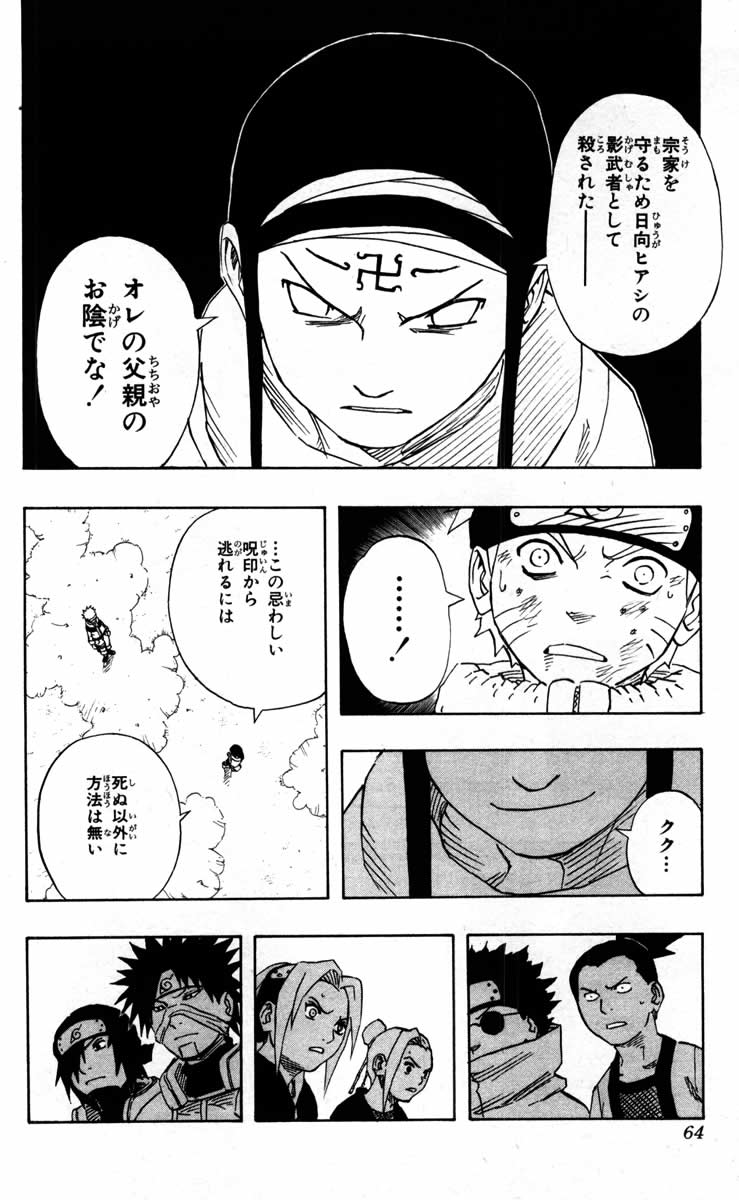 宗家を
守るため日向ヒアシの
影武者として
殺された――
オレの父親の
お陰でな!
……!
クク…
…この忌わしい
呪印から
逃れるには
死ぬ以外に
方法は無い
64